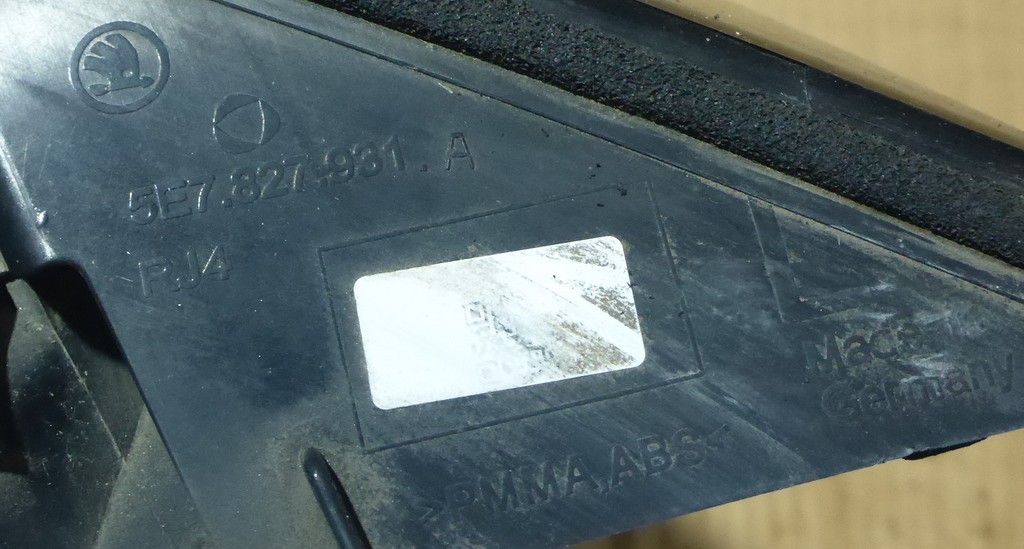 5E7.827.931.A
RJ4
L
Made in
Germany
>PMMA,ABS<